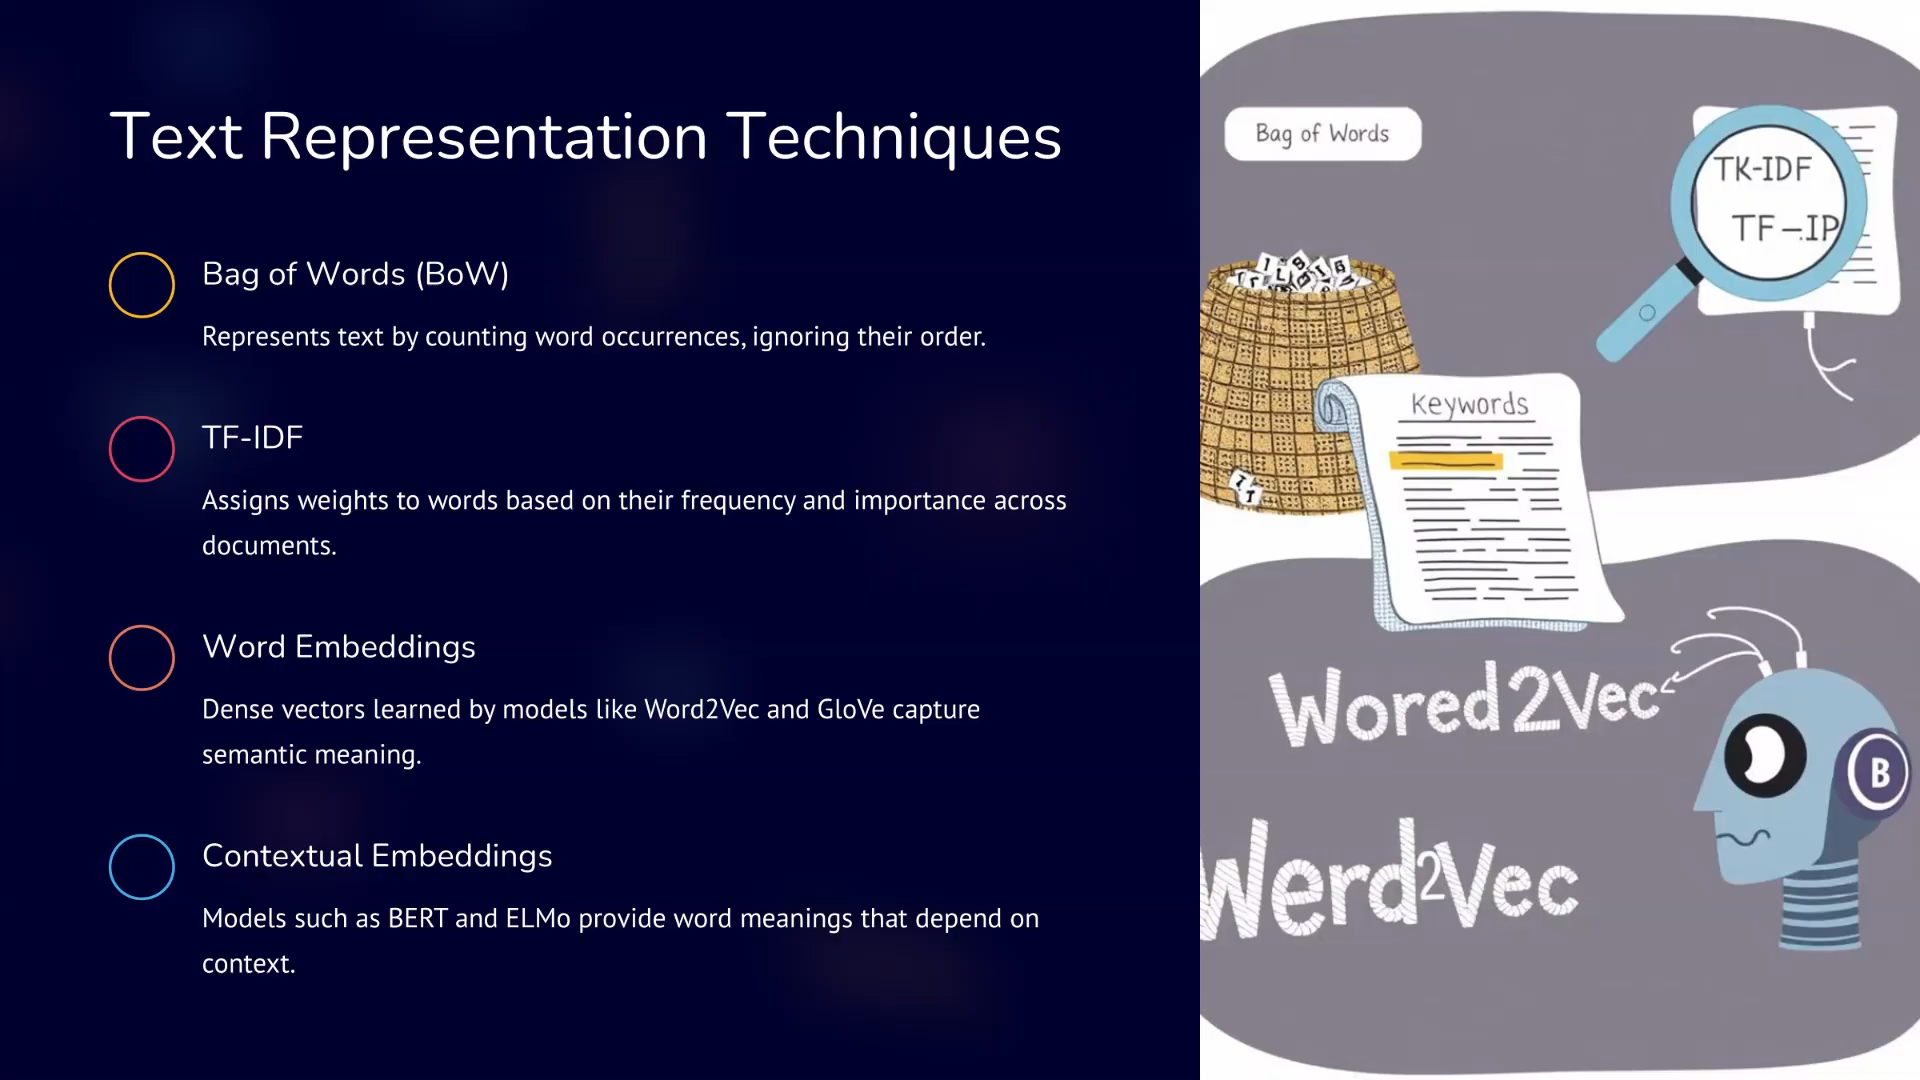 Text Representation Techniques
Bag of Words (BoW)
Represents text by counting word occurrences, ignoring their order.
TF-IDF
Assigns weights to words based on their frequency and importance across
documents.
Word Embeddings
Dense vectors learned by models like Word2Vec and GloVe capture
semantic meaning.
Contextual Embeddings
Models such as BERT and ELMo provide word meanings that depend on
context.
Bag of Words
TK-IDF
TF-.IP
Keywords
Wored2Vec
B
Werd2Vec